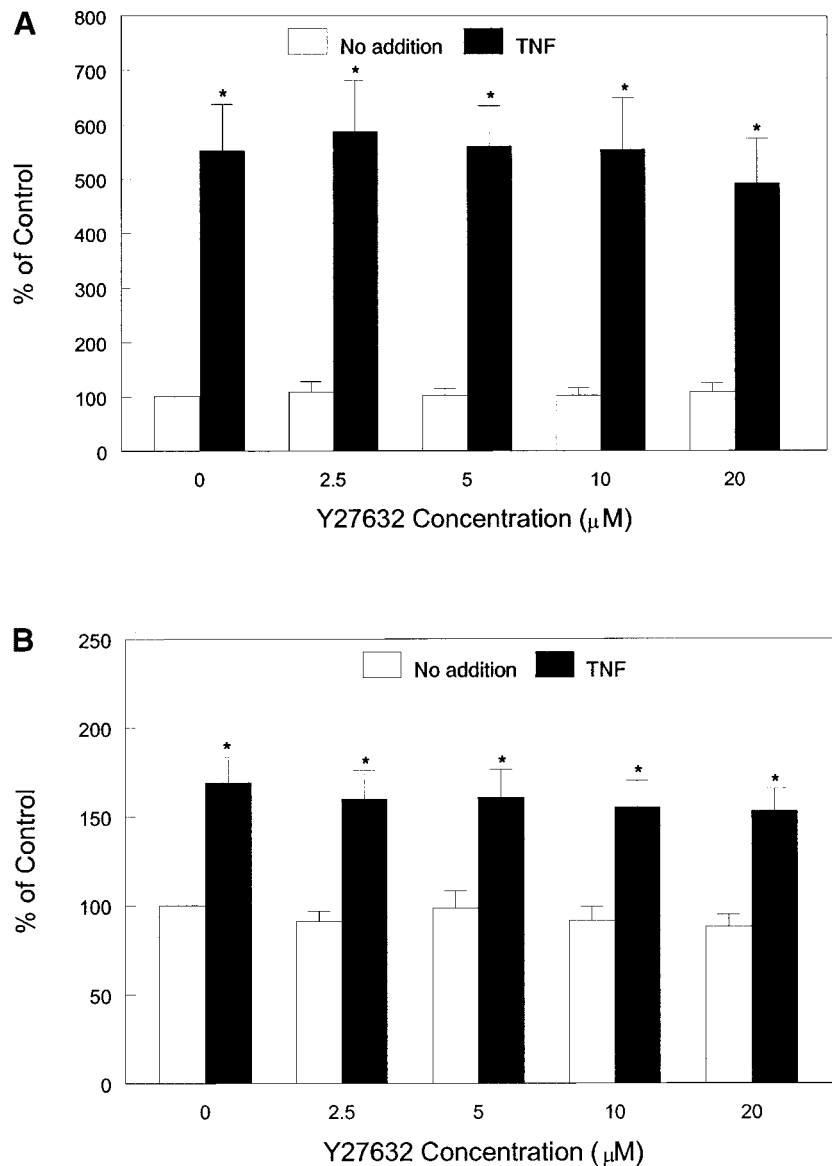 A
800
700
600
500
400
300
200
100
0
% of Control
No addition TNF
* * * * *
0 2.5 5 10 20
Y27632 Concentration (μM)
B
250
200
150
100
50
0
% of Control
No addition TNF
* * * * *
0 2.5 5 10 20
Y27632 Concentration (μM)